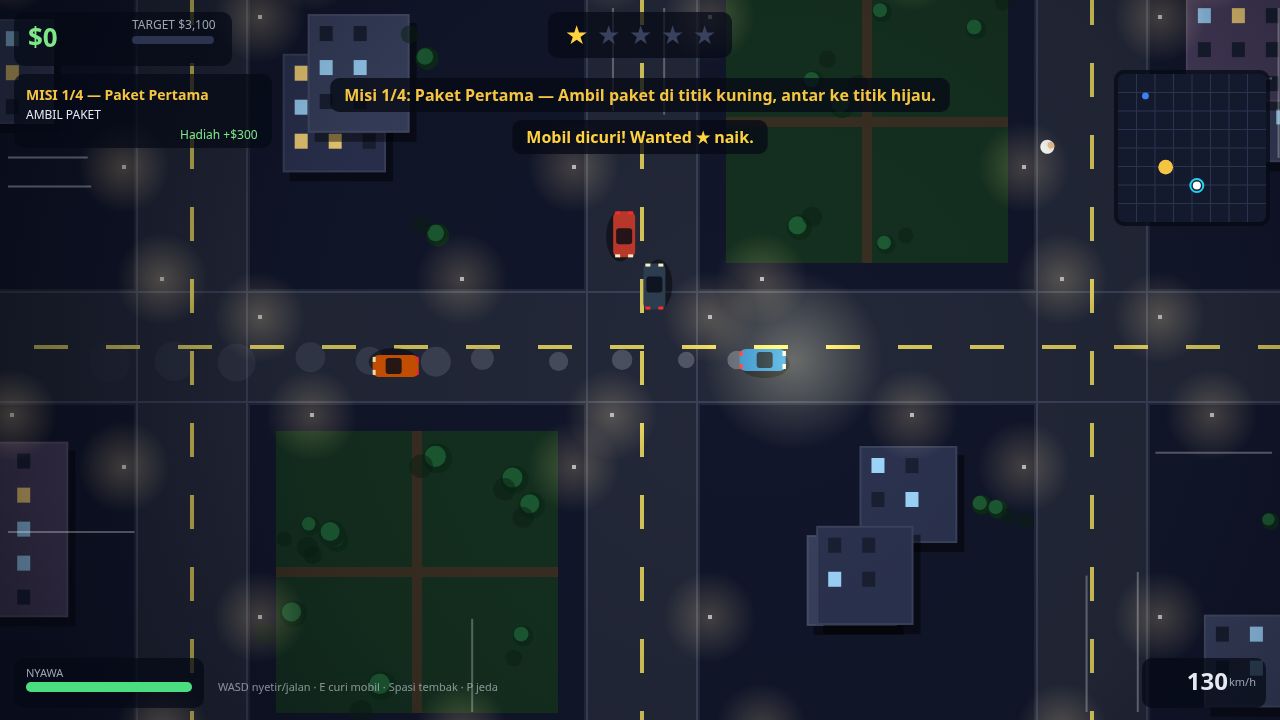 $0
TARGET $3,100
MISI 1/4 — Paket Pertama
AMBIL PAKET
Hadiah +$300
★★★★★
Misi 1/4: Paket Pertama — Ambil paket di titik kuning, antar ke titik hijau.
Mobil dicuri! Wanted ★ naik.
NYAWA
WASD nyetir/jalan · E curi mobil · Spasi tembak · P jeda
130 km/h